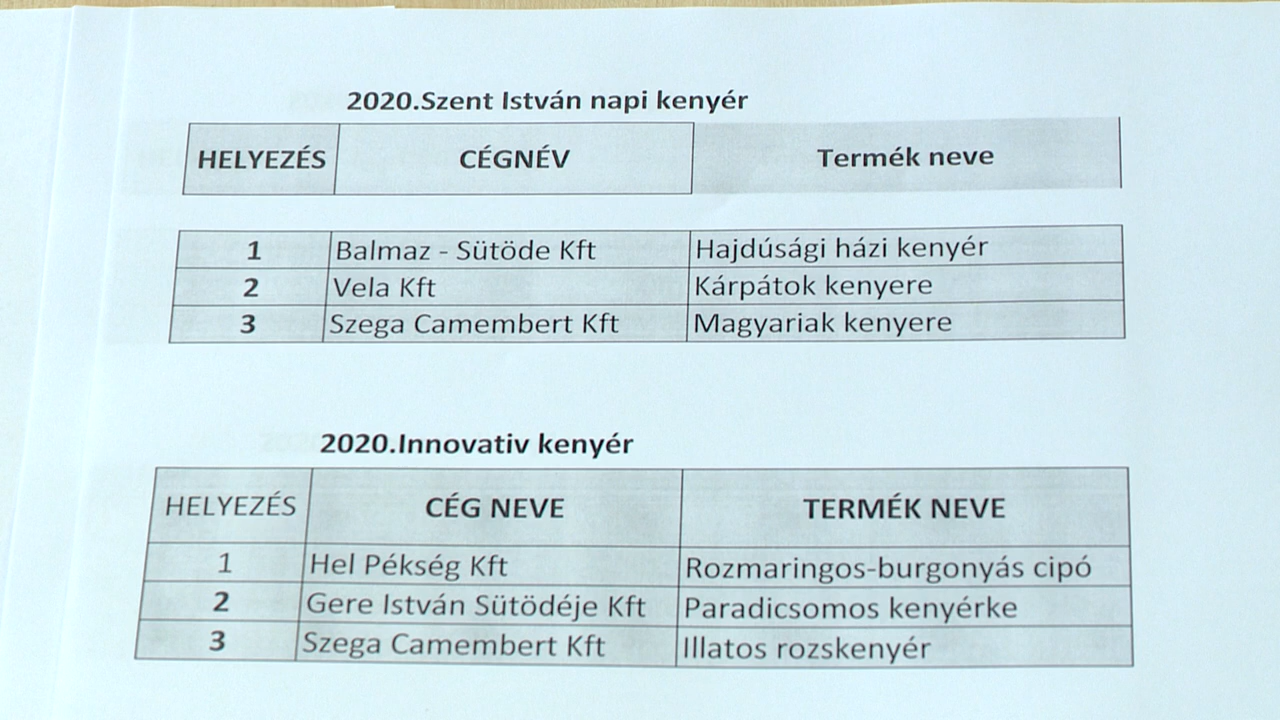 2020.Szent István napi kenyér
HELYEZÉS CÉGNÉV Termék neve
1 Balmaz - Sütöde Kft Hajdúsági házi kenyér
2 Vela Kft Kárpátok kenyere
3 Szega Camembert Kft Magyariak kenyere
2020.Innovativ kenyér
HELYEZÉS CÉG NEVE TERMÉK NEVE
1 Hel Pékség Kft Rozmaringos-burgonyás cipó
2 Gere István Sütödéje Kft Paradicsomos kenyérke
3 Szega Camembert Kft Illatos rozskenyér